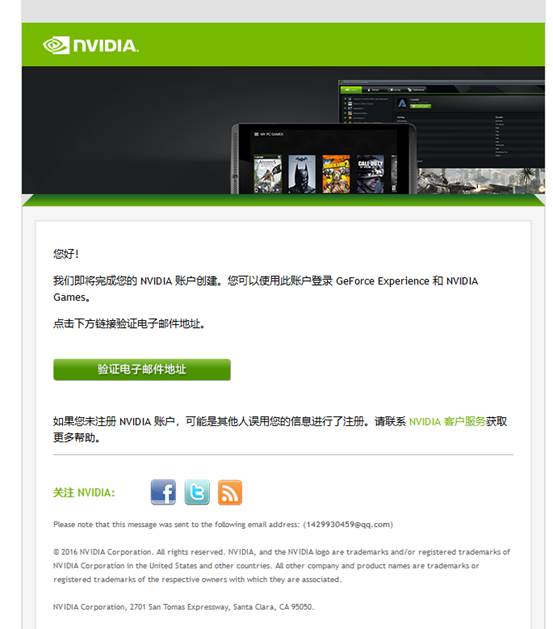 NVIDIA.
MY PC GAMES
您好!
我们即将完成您的 NVIDIA 账户创建。您可以使用此账户登录 GeForce Experience 和 NVIDIA
Games。
点击下方链接验证电子邮件地址。
验证电子邮件地址
如果您未注册 NVIDIA 账户，可能是其他人误用您的信息进行了注册。请联系 NVIDIA 客户服务获取
更多帮助。
关注 NVIDIA:
Please note that this message was sent to the following email address: (1429930459@qq.com)
© 2016 NVIDIA Corporation. All rights reserved. NVIDIA, and the NVIDIA logo are trademarks and/or registered trademarks of
NVIDIA Corporation in the United States and other countries. All other company and product names are trademarks or
registered trademarks of the respective owners with which they are associated.
NVIDIA Corporation, 2701 San Tomas Expressway, Santa Clara, CA 95050.